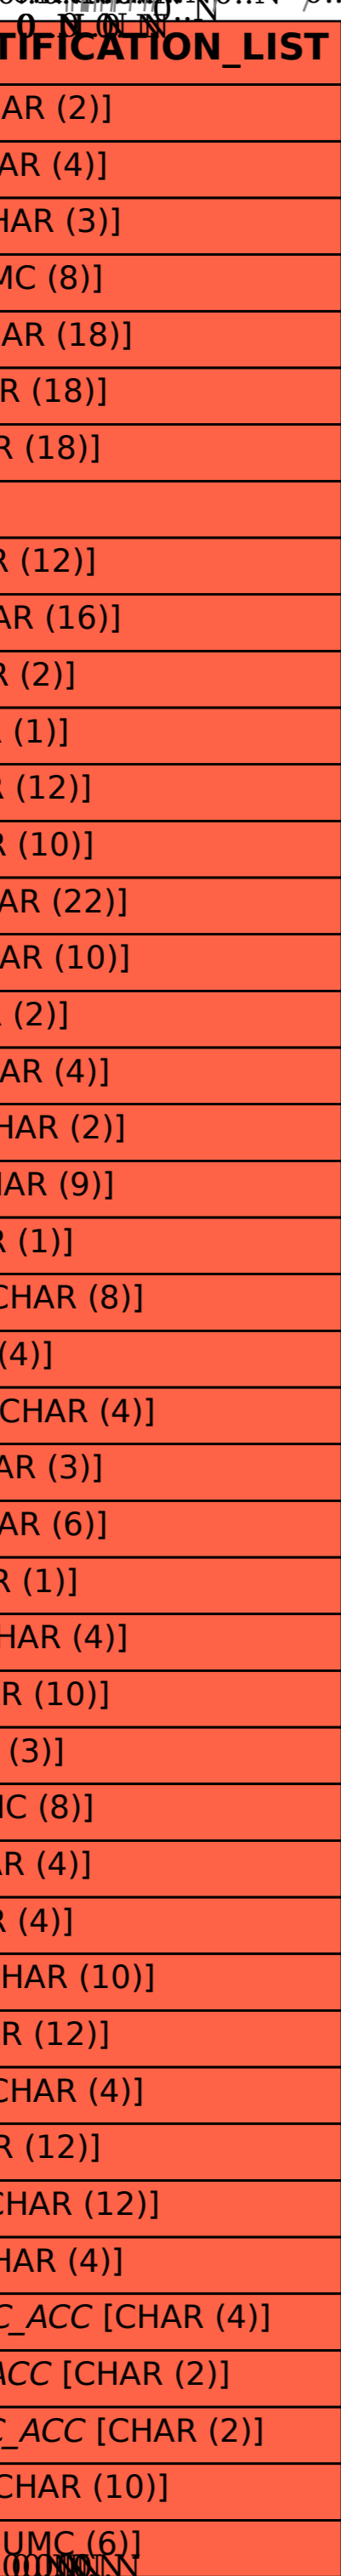 TIFICATION_LIST
AR (2)]
AR (4)]
HAR (3)]
MC (8)]
AR (18)]
R (18)]
R (18)]
R (12)]
AR (16)]
R (2)]
(1)]
R (12)]
R (10)]
AR (22)]
AR (10)]
(2)]
AR (4)]
HAR (2)]
HAR (9)]
R (1)]
CHAR (8)]
(4)]
CHAR (4)]
AR (3)]
AR (6)]
R (1)]
HAR (4)]
R (10)]
(3)]
MC (8)]
AR (4)]
R (4)]
HAR (10)]
R (12)]
CHAR (4)]
R (12)]
CHAR (12)]
HAR (4)]
C_ACC [CHAR (4)]
ACC [CHAR (2)]
C_ACC [CHAR (2)]
CHAR (10)]
UMC (6)]